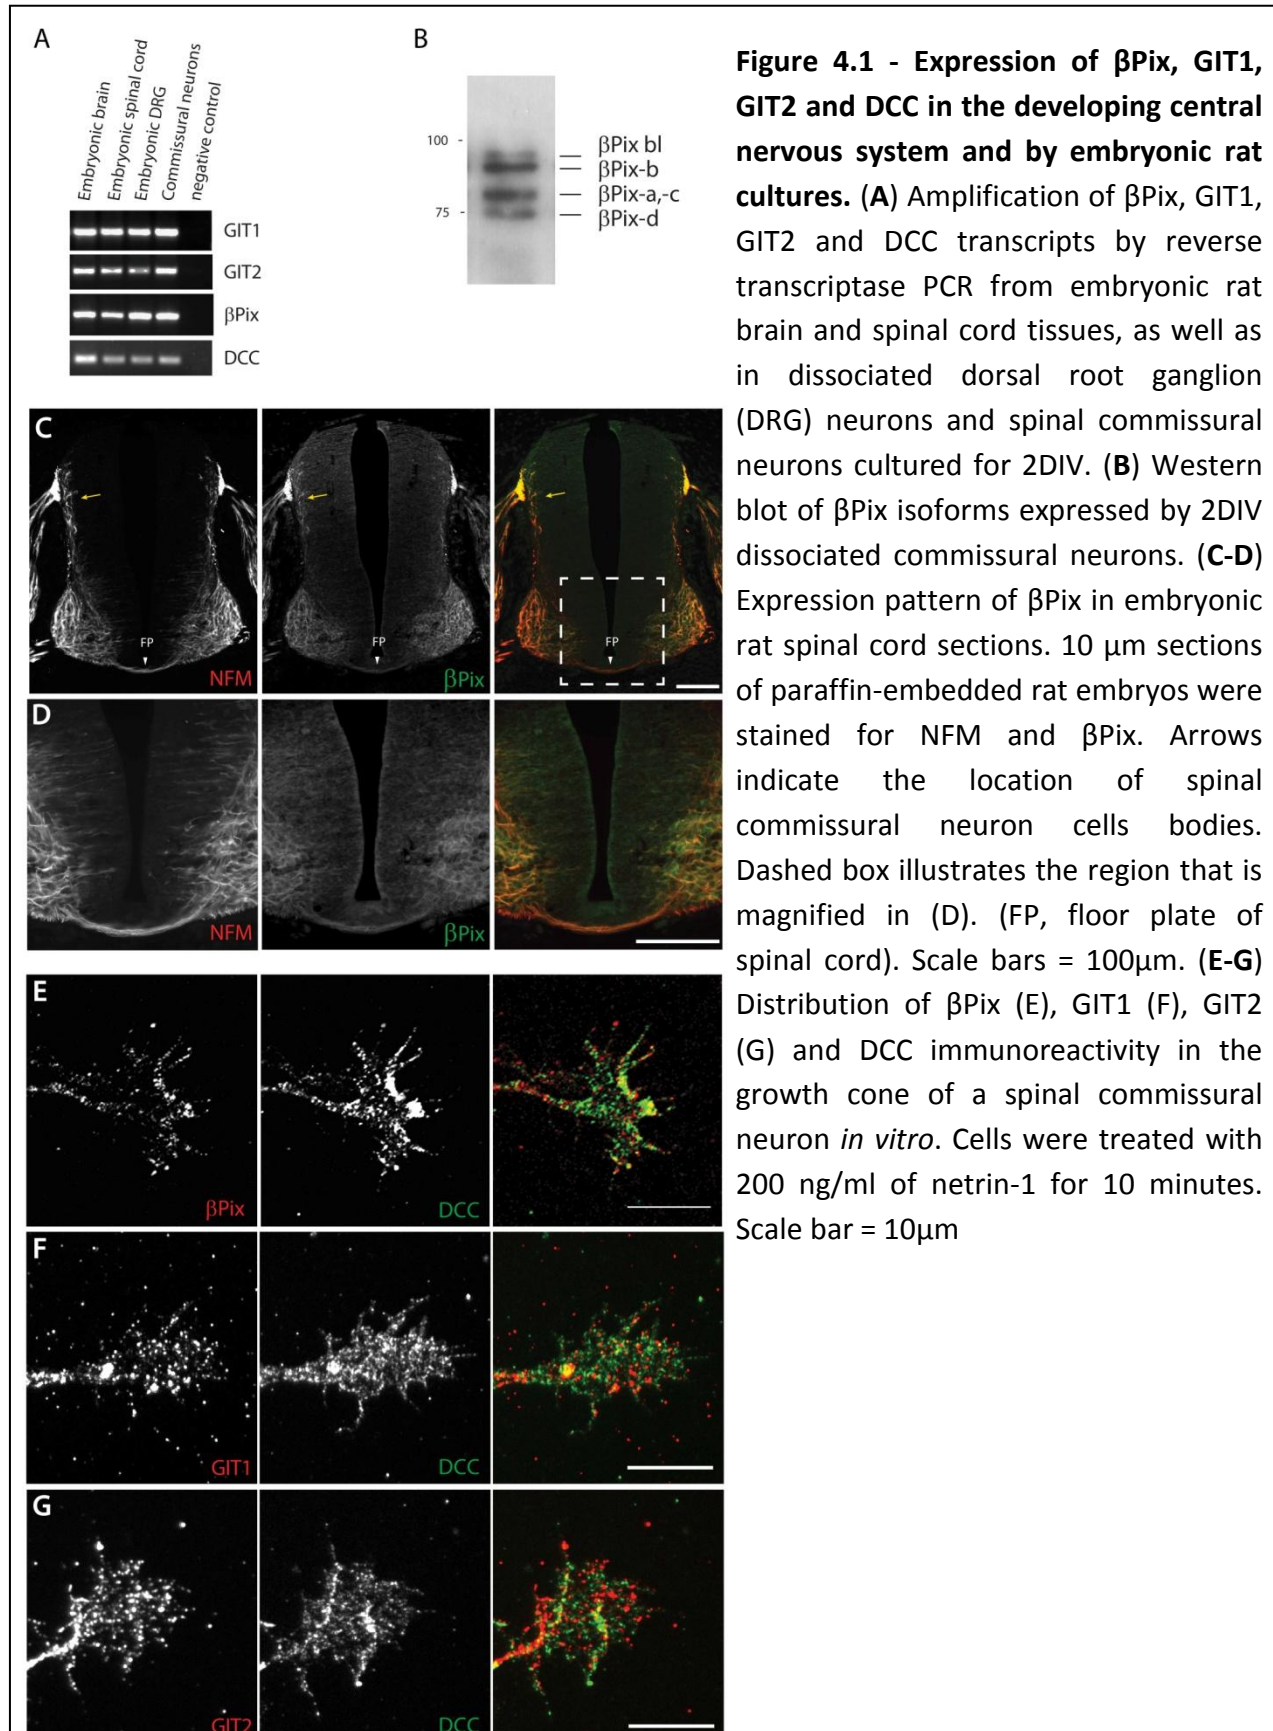 A
Embryonic brain
Embryonic spinal cord
Embryonic DRG
Commissural neurons
negative control
GIT1
GIT2
βPix
DCC
B
100 -
75 -
βPix bl
βPix-b
βPix-a,-c
βPix-d
C
FP
NFM
FP
βPix
FP
D
NFM
βPix
E
βPix
DCC
F
GIT1
DCC
G
GIT2
DCC
Figure 4.1 - Expression of βPix, GIT1,
GIT2 and DCC in the developing central
nervous system and by embryonic rat
cultures. (A) Amplification of βPix, GIT1,
GIT2 and DCC transcripts by reverse
transcriptase PCR from embryonic rat
brain and spinal cord tissues, as well as
in dissociated dorsal root ganglion
(DRG) neurons and spinal commissural
neurons cultured for 2DIV. (B) Western
blot of βPix isoforms expressed by 2DIV
dissociated commissural neurons. (C-D)
Expression pattern of βPix in embryonic
rat spinal cord sections. 10 μm sections
of paraffin-embedded rat embryos were
stained for NFM and βPix. Arrows
indicate the location of spinal
commissural neuron cells bodies.
Dashed box illustrates the region that is
magnified in (D). (FP, floor plate of
spinal cord). Scale bars = 100μm. (E-G)
Distribution of βPix (E), GIT1 (F), GIT2
(G) and DCC immunoreactivity in the
growth cone of a spinal commissural
neuron in vitro. Cells were treated with
200 ng/ml of netrin-1 for 10 minutes.
Scale bar = 10μm